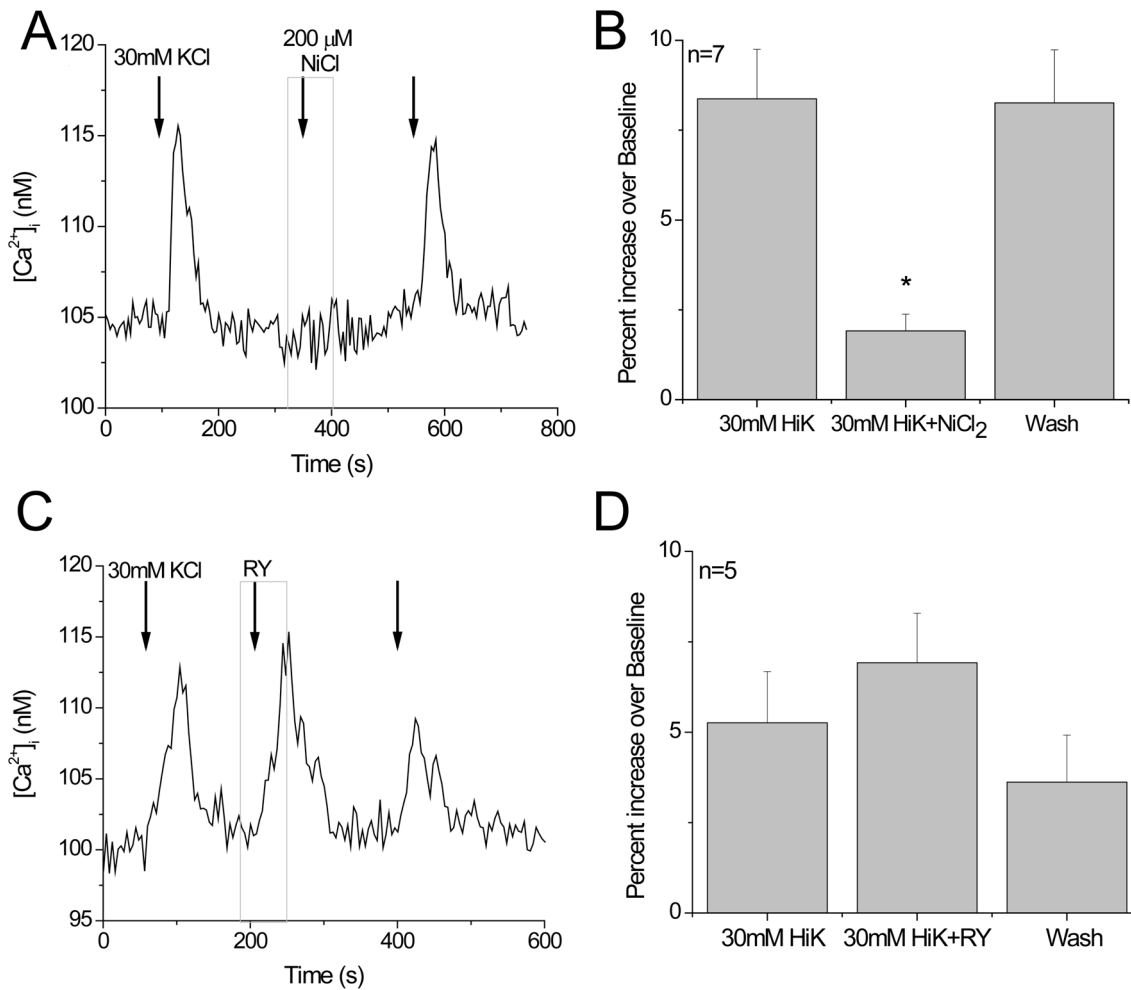 A
30mM KCl
200 μM
NiCl
120
115
110
105
100
[Ca2+]i (nM)
0 200 400 600 800
Time (s)
B
n=7
10
5
0
Percent increase over Baseline
*
30mM HiK 30mM HiK+NiCl2 Wash
C
30mM KCl RY
120
115
110
105
100
95
[Ca2+]i (nM)
0 200 400 600
Time (s)
D
n=5
10
5
0
Percent increase over Baseline
30mM HiK 30mM HiK+RY Wash